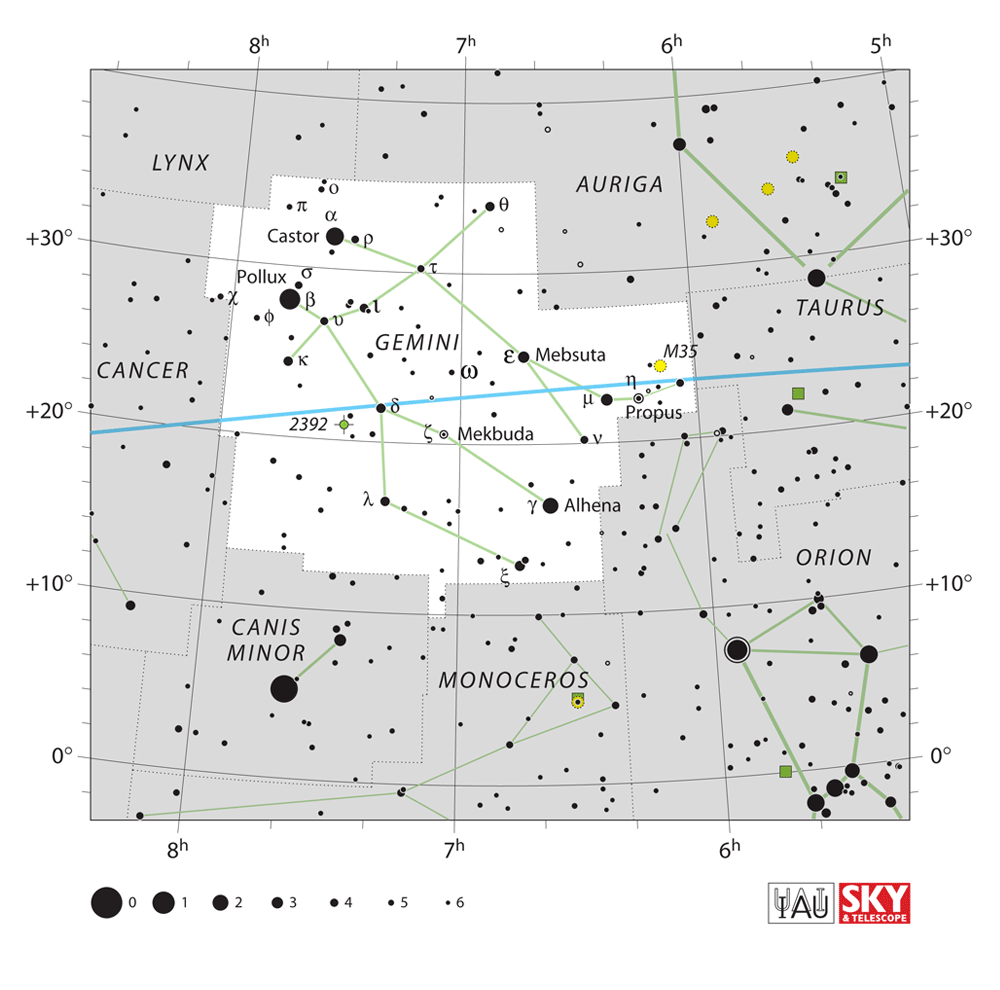 8h 7h 6h 5h
LYNX
AURIGA
ο
π
α
θ
Castor
ρ
+30°
+30°
τ
σ
Pollux
β
χ
ι
TAURUS
ϕ
υ
GEMINI
M35
ε
Mebsuta
κ
CANCER
ω
η
μ
Propus
+20°
δ
+20°
2392
ζ
Mekbuda
ν
λ
γ
Alhena
ORION
ξ
+10°
+10°
CANIS
MINOR
MONOCEROS
0°
0°
8h 7h 6h
0 1 2 3 4 5 6
IAU
SKY
& TELESCOPE